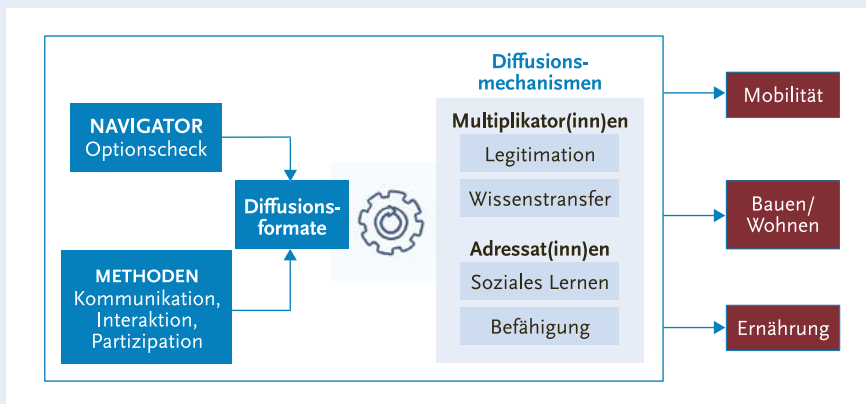 NAVIGATOR
Optionscheck
METHODEN
Kommunikation,
Interaktion,
Partizipation
Diffusions-
formate
Diffusions-
mechanismen
Multiplikator(inn)en
Legitimation
Wissenstransfer
Adressat(inn)en
Soziales Lernen
Befähigung
Mobilität
Bauen/
Wohnen
Ernährung